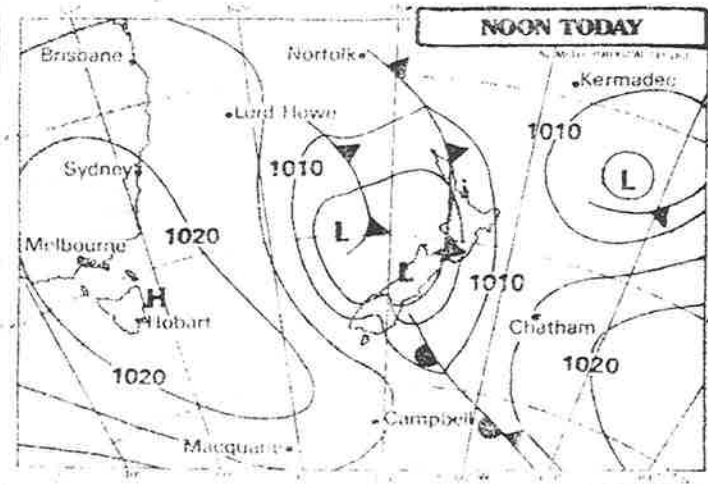 NOON TODAY
Brisbane
Norfolk
Kermadec
Lord Howe
1010
1010
Sydney
L
1020
L
Melbourne
L
1010
H
Hobart
Chatham
1020
1020
Campbell
Macquarie